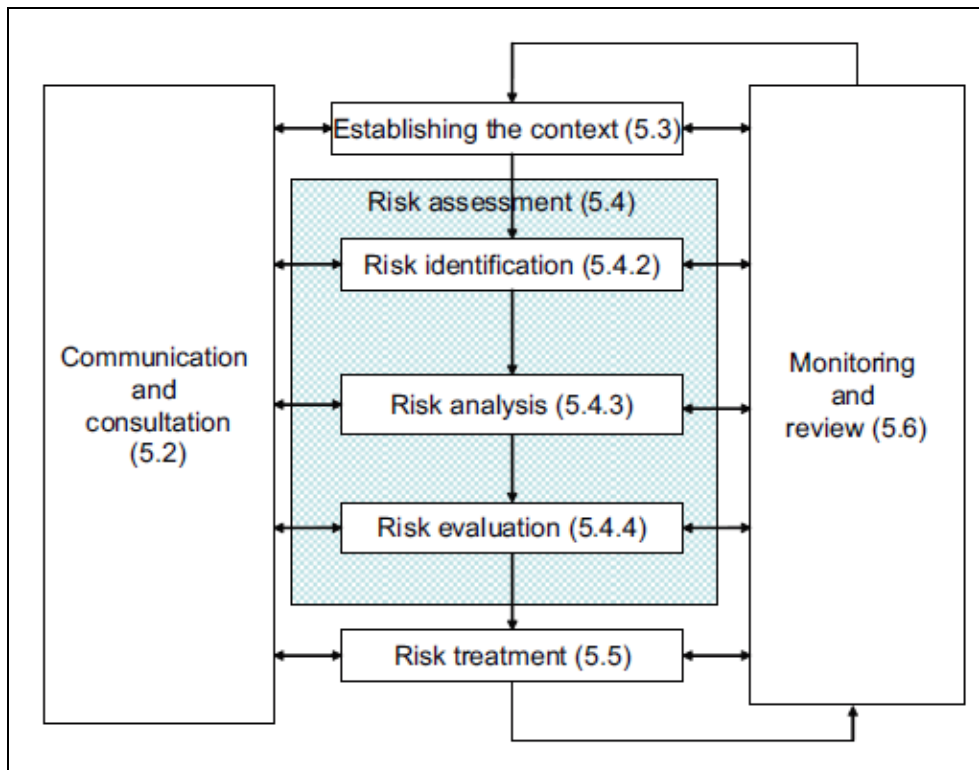 Establishing the context (5.3)
Risk assessment (5.4)
Risk identification (5.4.2)
Communication
and
consultation
(5.2)
Risk analysis (5.4.3)
Monitoring
and
review (5.6)
Risk evaluation (5.4.4)
Risk treatment (5.5)